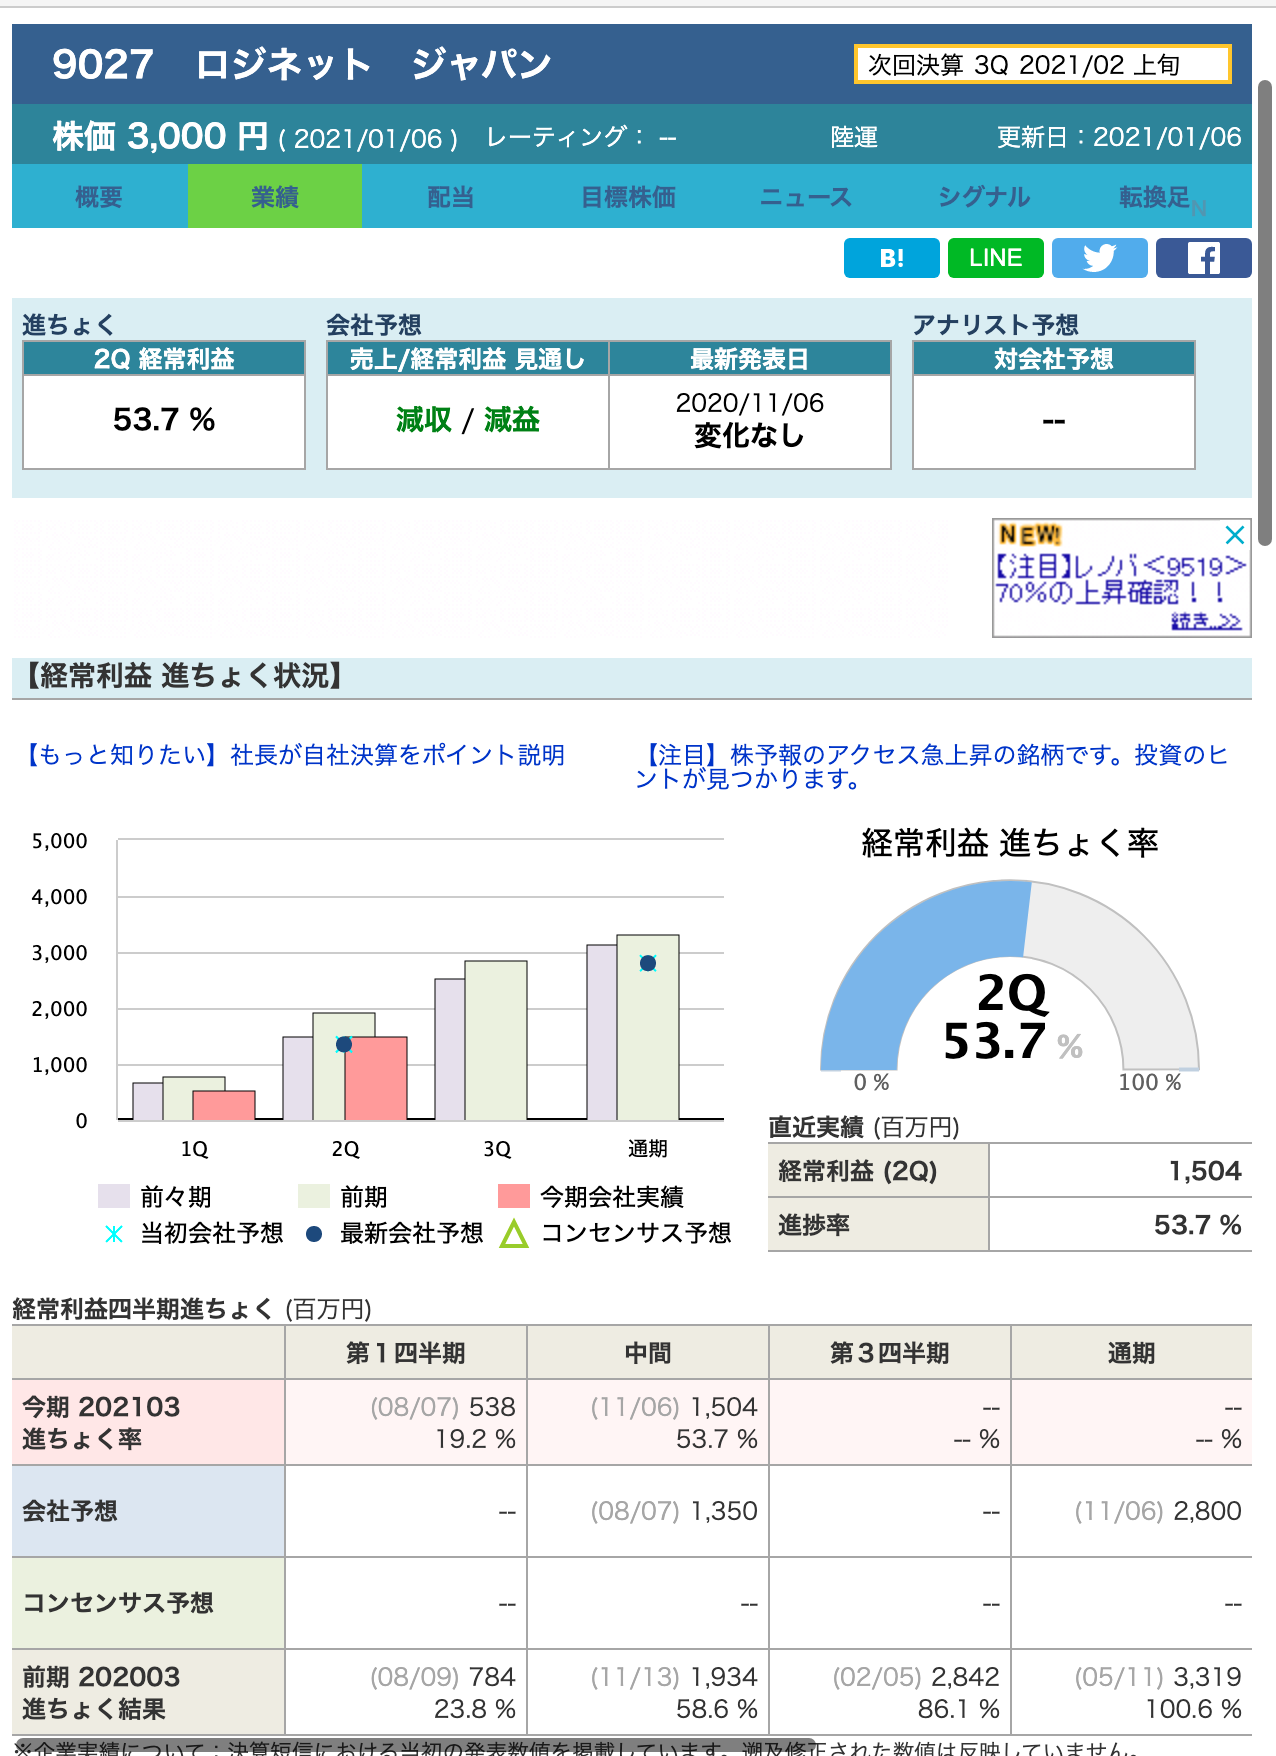 9027　ロジネット　ジャパン
次回決算 3Q 2021/02 上旬
株価 3,000 円 ( 2021/01/06 ) レーティング： -- 陸運 更新日：2021/01/06
概要 業績 配当 目標株価 ニュース シグナル 転換足 N
B! LINE
進ちょく 会社予想 アナリスト予想
2Q 経常利益 売上/経常利益 見通し 最新発表日 対会社予想
53.7 % 減収 / 減益 2020/11/06 --
変化なし
NEW!
【注目】レノバ<9519>
70%の上昇確認！！
続き..>>
【経常利益 進ちょく状況】
【もっと知りたい】社長が自社決算をポイント説明
【注目】株予報のアクセス急上昇の銘柄です。投資のヒ
ントが見つかります。
5,000
4,000
3,000
2,000
1,000
0
1Q 2Q 3Q 通期
前々期 前期 今期会社実績
当初会社予想 最新会社予想 コンセンサス予想
経常利益 進ちょく率
2Q
53.7 %
0 % 100 %
直近実績 (百万円)
経常利益 (2Q) 1,504
進捗率 53.7 %
経常利益四半期進ちょく (百万円)
第１四半期 中間 第３四半期 通期
今期 202103 (08/07) 538 (11/06) 1,504 -- --
進ちょく率 19.2 % 53.7 % -- % -- %
会社予想 -- (08/07) 1,350 -- (11/06) 2,800
コンセンサス予想 -- -- -- --
前期 202003 (08/09) 784 (11/13) 1,934 (02/05) 2,842 (05/11) 3,319
進ちょく結果 23.8 % 58.6 % 86.1 % 100.6 %
※企業実績について：決算短信における当初の発表数値を掲載しています。遡及修正された数値は反映していません。